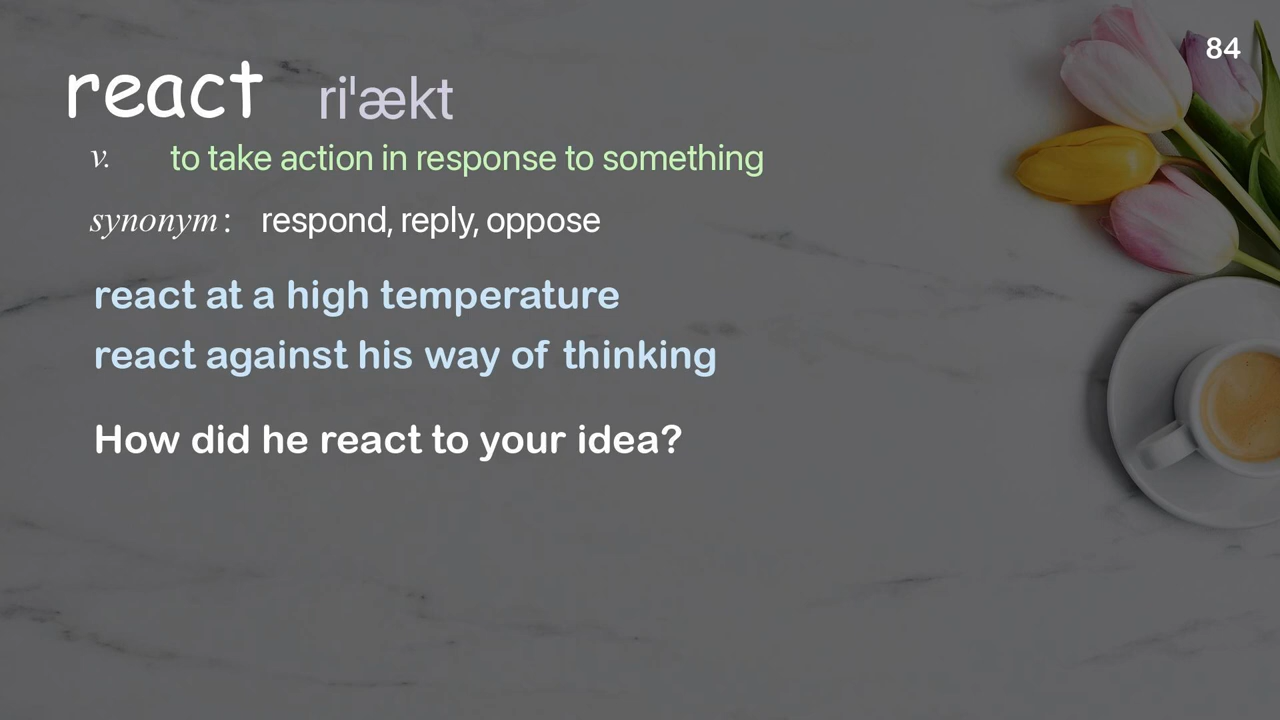 84
react ri'ækt
v. to take action in response to something
synonym: respond, reply, oppose
react at a high temperature
react against his way of thinking
How did he react to your idea?